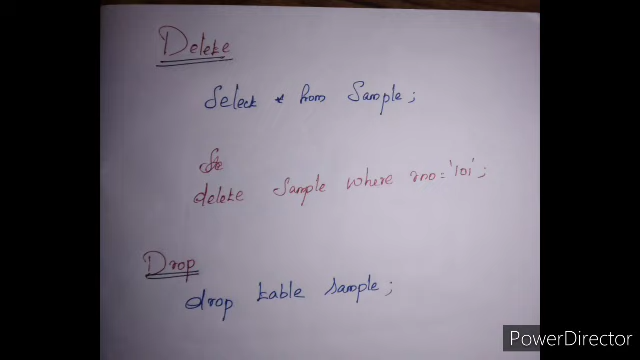 Delete
Select * from Sample;
Se
delete Sample where rno='101';
Drop
drop table sample;
PowerDirector